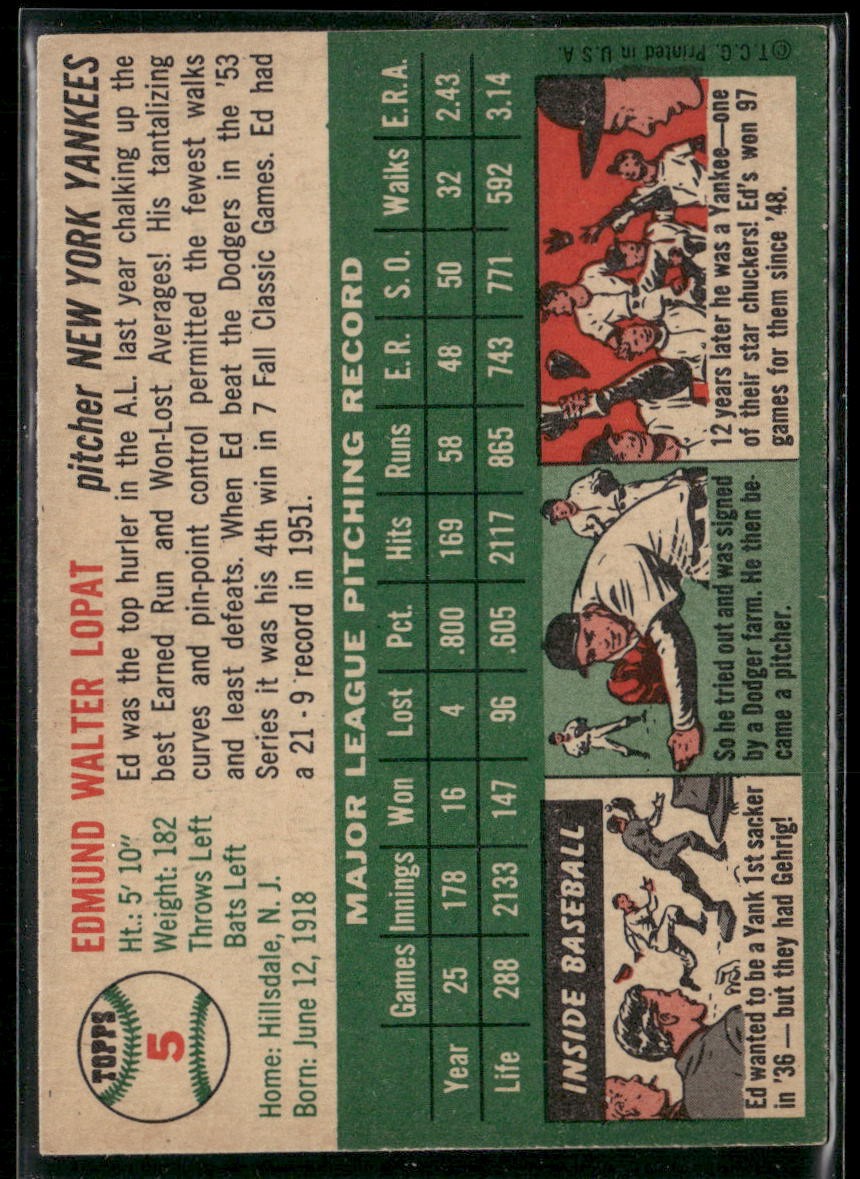 TOPPS
5
EDMUND WALTER LOPAT pitcher NEW YORK YANKEES
Ht.: 5' 10"
Weight: 182
Throws Left
Bats Left
Home: Hillsdale, N. J.
Born: June 12, 1918
Ed was the top hurler in the A.L. last year chalking up the
best Earned Run and Won-Lost Averages! His tantalizing
curves and pin-point control permitted the fewest walks
and least defeats. When Ed beat the Dodgers in the '53
Series it was his 4th win in 7 Fall Classic Games. Ed had
a 21 - 9 record in 1951.
MAJOR LEAGUE PITCHING RECORD
Games Innings Won Lost Pct. Hits Runs E. R. S. O. Walks E. R. A.
Year 25 178 16 4 .800 169 58 48 50 32 2.43
Life 288 2133 147 96 .605 2117 865 743 771 592 3.14
INSIDE BASEBALL
Ed wanted to be a Yank 1st sacker
in '36 — but they had Gehrig!
So he tried out and was signed
by a Dodger farm. He then be-
came a pitcher.
12 years later he was a Yankee—one
of their star chuckers! Ed's won 97
games for them since '48.
© T. C. G. Printed in U. S. A.